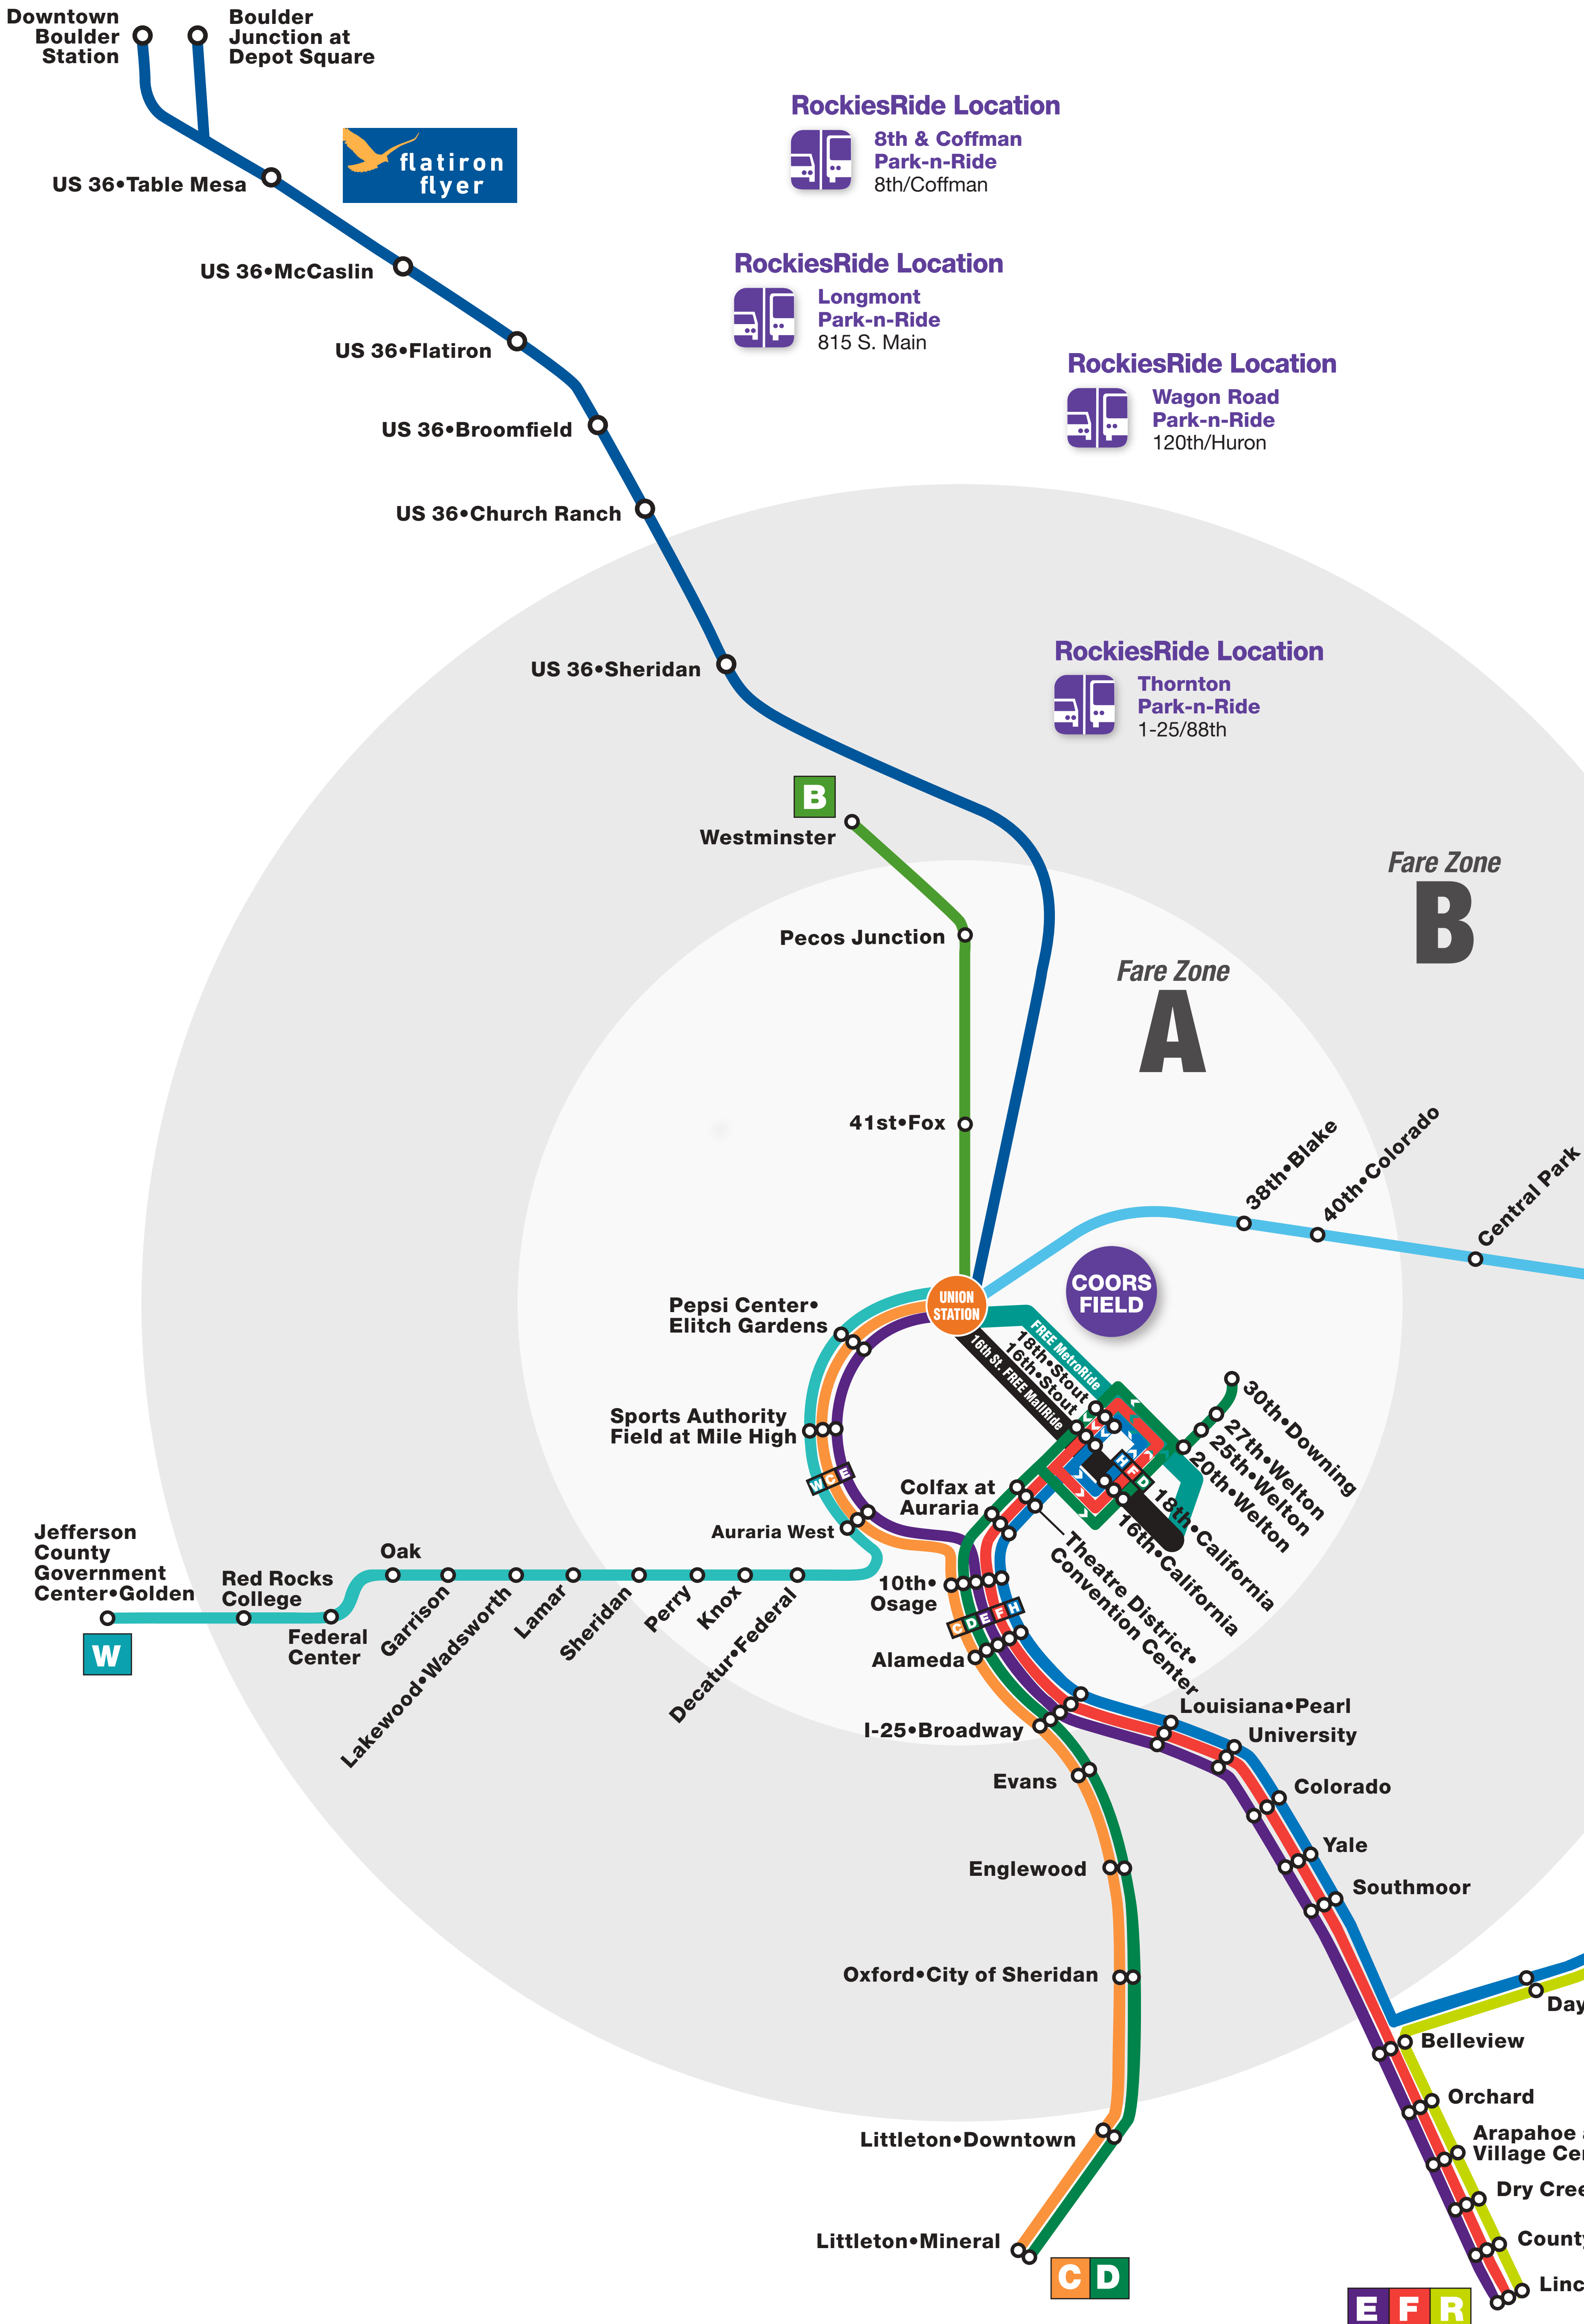 Downtown
Boulder
Station
Boulder
Junction at
Depot Square
flatiron
flyer
US 36•Table Mesa
US 36•McCaslin
US 36•Flatiron
US 36•Broomfield
US 36•Church Ranch
US 36•Sheridan
RockiesRide Location
8th & Coffman
Park-n-Ride
8th/Coffman
RockiesRide Location
Longmont
Park-n-Ride
815 S. Main
RockiesRide Location
Wagon Road
Park-n-Ride
120th/Huron
RockiesRide Location
Thornton
Park-n-Ride
1-25/88th
B
Westminster
Pecos Junction
41st•Fox
Fare Zone
B
Fare Zone
A
38th•Blake
40th•Colorado
Central Park
UNION
STATION
COORS
FIELD
Pepsi Center•
Elitch Gardens
Sports Authority
Field at Mile High
W C E
Auraria West
FREE MetroRide
18th•Stout
16th•Stout
16th St. FREE MallRide
30th•Downing
27th•Welton
25th•Welton
20th•Welton
H F D
18th•California
16th•California
Colfax at
Auraria
Theatre District•
Convention Center
10th•
Osage
C D E F H
Alameda
I-25•Broadway
Jefferson
County
Government
Center•Golden
W
Red Rocks
College
Federal
Center
Oak
Garrison
Lakewood•Wadsworth
Lamar
Sheridan
Perry
Knox
Decatur•Federal
Louisiana•Pearl
University
Colorado
Yale
Southmoor
Evans
Englewood
Oxford•City of Sheridan
Littleton•Downtown
Littleton•Mineral
C D
Day
Belleview
Orchard
Arapahoe a
Village Cen
Dry Cree
County
Linc
E F R